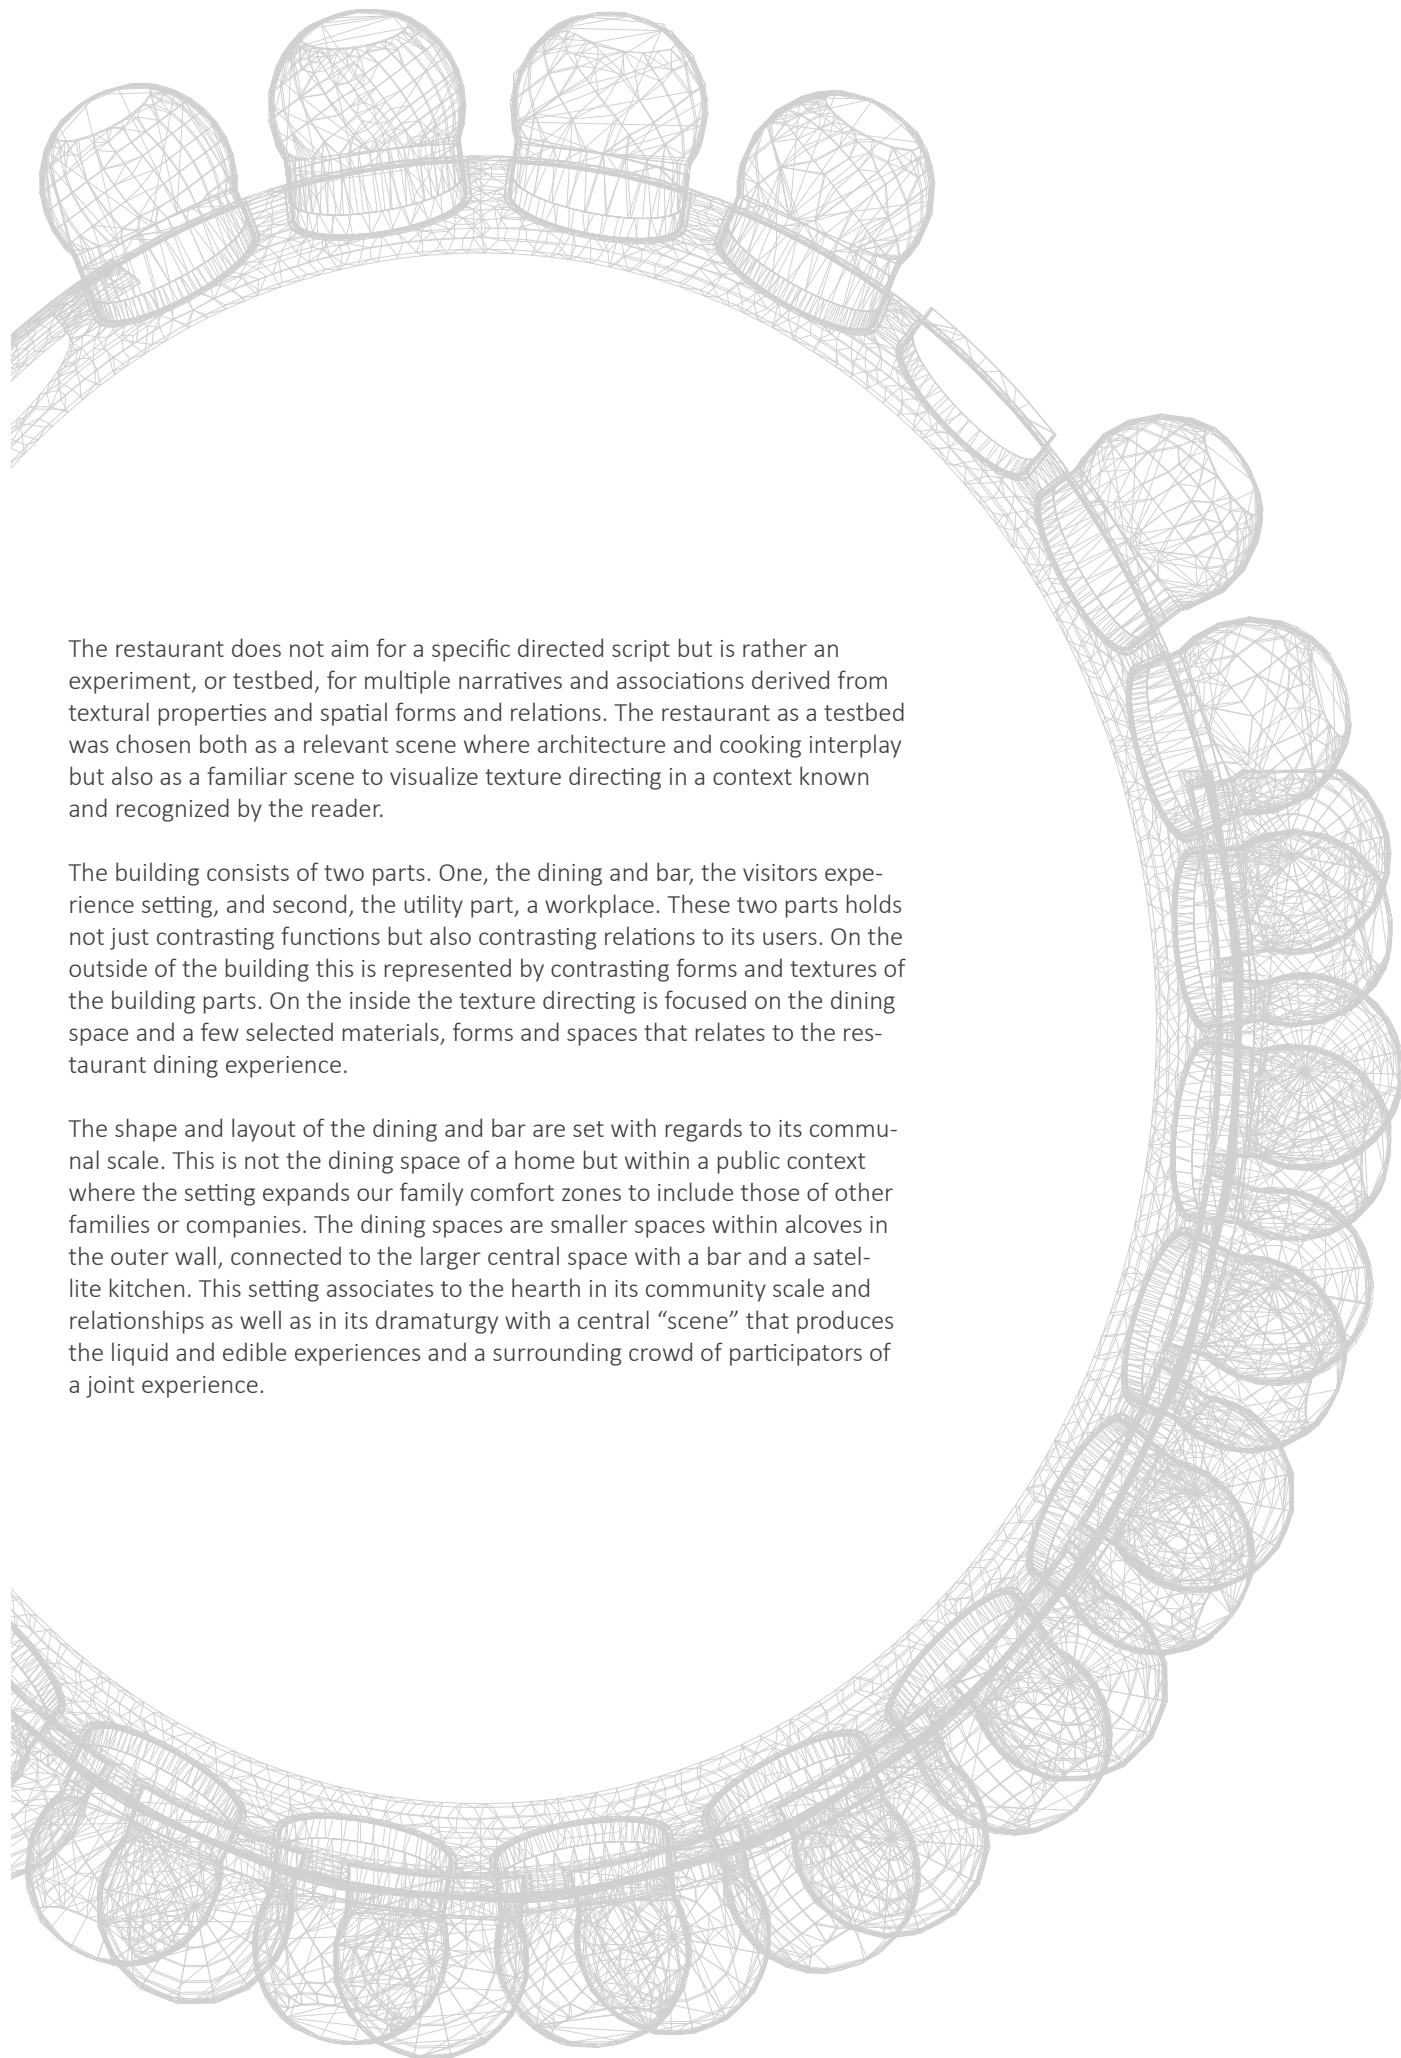 The restaurant does not aim for a specific directed script but is rather an
experiment, or testbed, for multiple narratives and associations derived from
textural properties and spatial forms and relations. The restaurant as a testbed
was chosen both as a relevant scene where architecture and cooking interplay
but also as a familiar scene to visualize texture directing in a context known
and recognized by the reader.
The building consists of two parts. One, the dining and bar, the visitors expe-
rience setting, and second, the utility part, a workplace. These two parts holds
not just contrasting functions but also contrasting relations to its users. On the
outside of the building this is represented by contrasting forms and textures of
the building parts. On the inside the texture directing is focused on the dining
space and a few selected materials, forms and spaces that relates to the res-
taurant dining experience.
The shape and layout of the dining and bar are set with regards to its commu-
nal scale. This is not the dining space of a home but within a public context
where the setting expands our family comfort zones to include those of other
families or companies. The dining spaces are smaller spaces within alcoves in
the outer wall, connected to the larger central space with a bar and a satel-
lite kitchen. This setting associates to the hearth in its community scale and
relationships as well as in its dramaturgy with a central “scene” that produces
the liquid and edible experiences and a surrounding crowd of participators of
a joint experience.